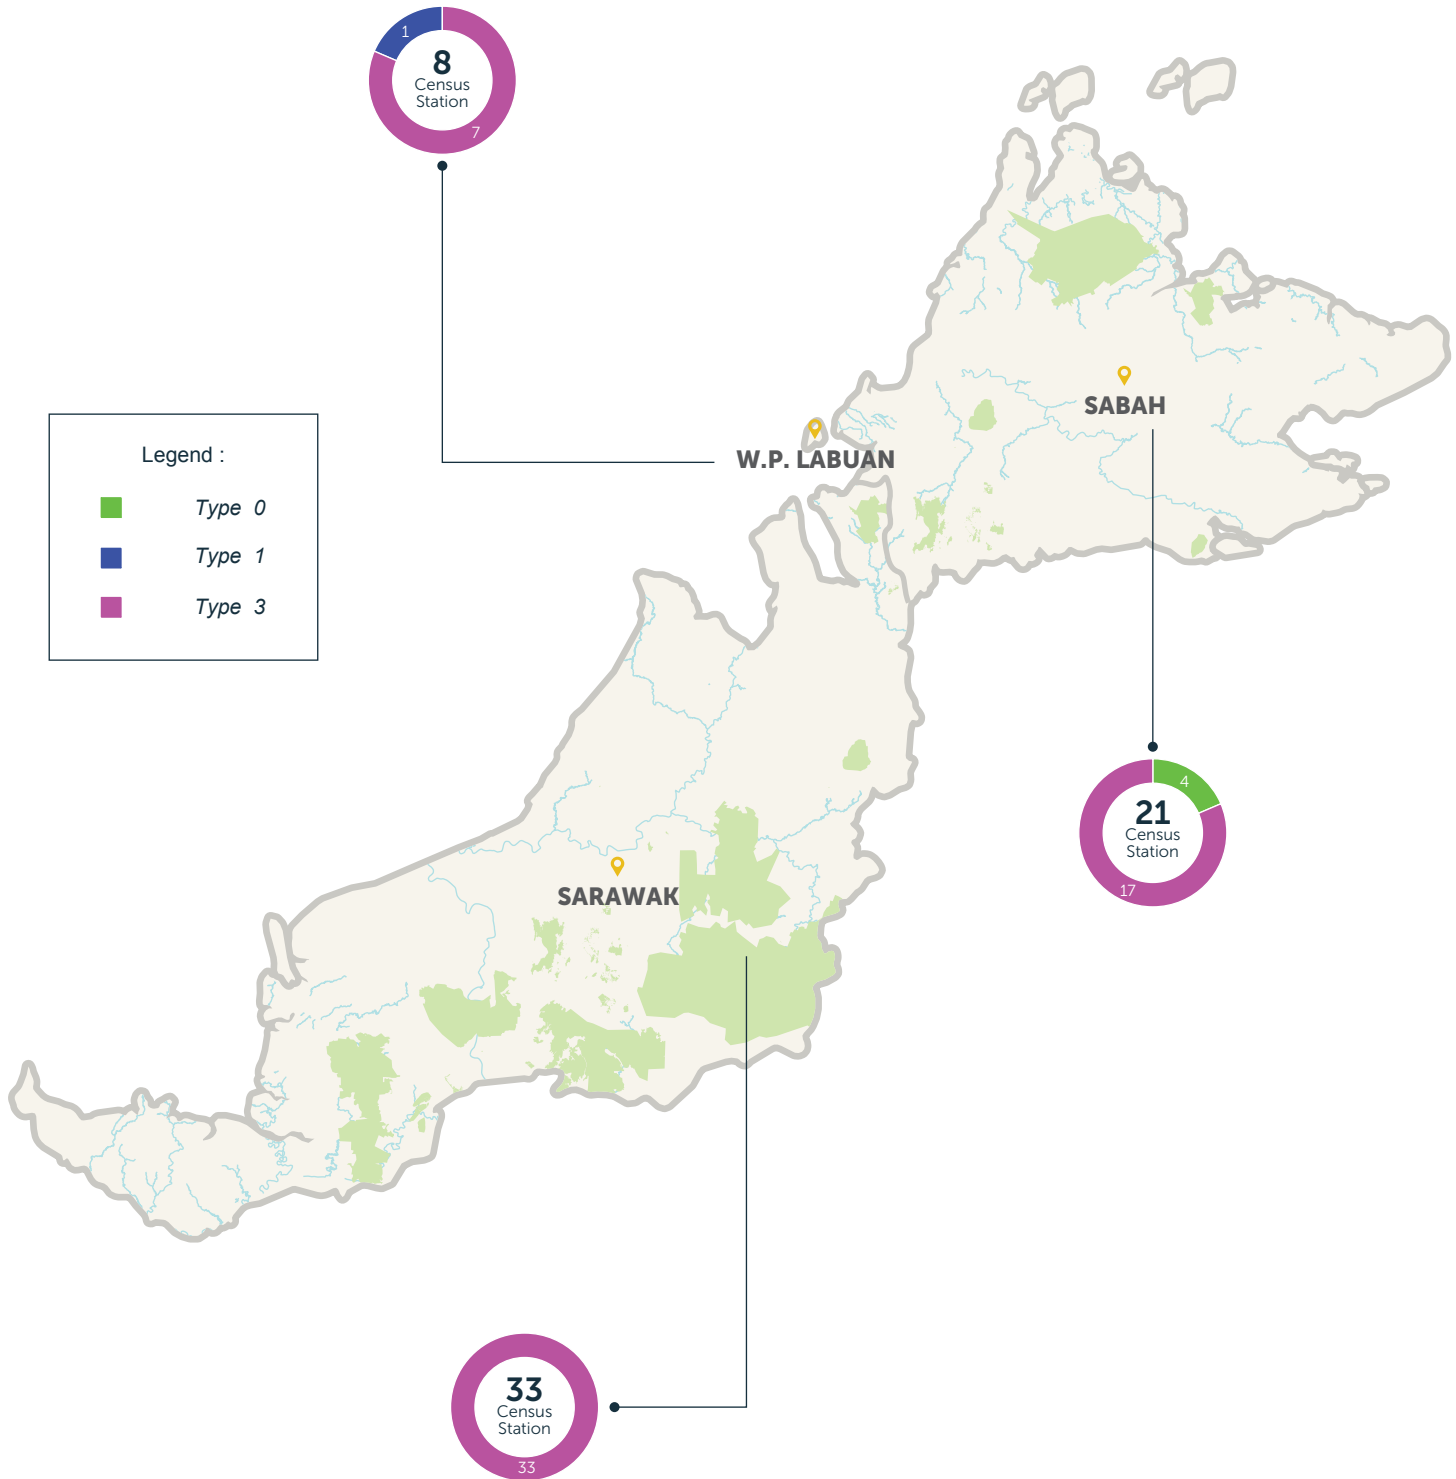 1
8
Census
Station
7
SABAH
W.P. LABUAN
Legend :
Type 0
Type 1
Type 3
4
21
Census
Station
17
SARAWAK
33
Census
Station
33